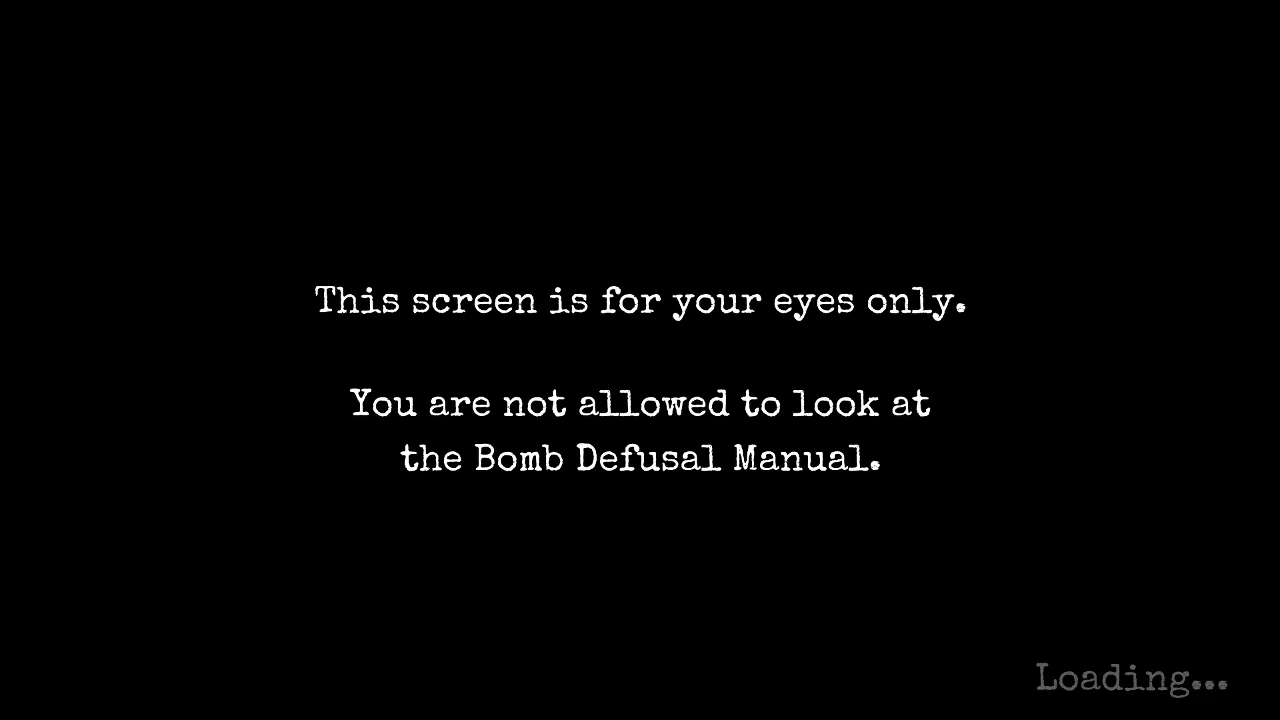 This screen is for your eyes only.
You are not allowed to look at
the Bomb Defusal Manual.
Loading...